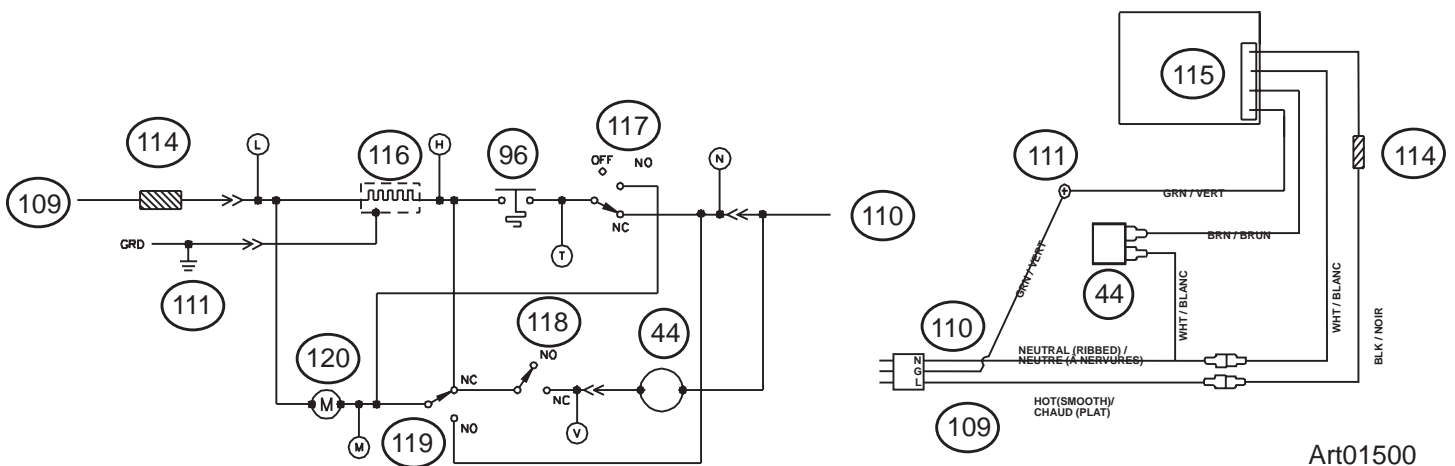 114
L
116
H
96
117
OFF
NO
N
109
NC
110
GRD
T
111
118
44
120
NO
NC
M
NC
M
119
NO
V
115
111
114
GRN / VERT
BRN / BRUN
GRN / VERT
44
WHT / BLANC
WHT / BLANC
BLK / NOIR
110
NEUTRAL (RIBBED) /
NEUTRE (Á NERVURES)
N
G
L
HOT(SMOOTH)/
CHAUD (PLAT)
109
Art01500